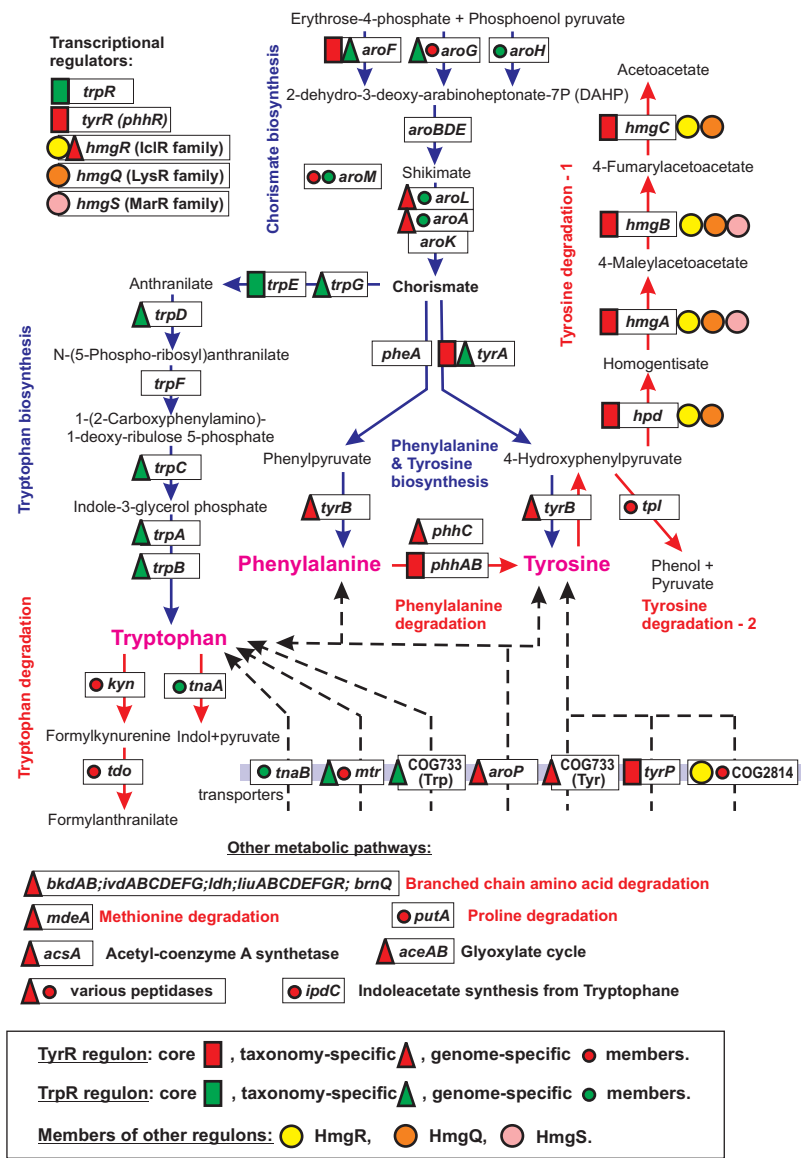 Erythrose-4-phosphate + Phosphoenol pyruvate
Transcriptional
regulators:
trpR
tyrR (phhR)
hmgR (IclR family)
hmgQ (LysR family)
hmgS (MarR family)
Chorismate biosynthesis
aroF
aroG
aroH
2-dehydro-3-deoxy-arabinoheptonate-7P (DAHP)
aroBDE
Shikimate
aroM
aroL
aroA
aroK
Chorismate
Acetoacetate
hmgC
4-Fumarylacetoacetate
hmgB
4-Maleylacetoacetate
hmgA
Homogentisate
hpd
Tyrosine degradation - 1
Anthranilate
trpE
trpG
trpD
N-(5-Phospho-ribosyl)anthranilate
trpF
1-(2-Carboxyphenylamino)-
1-deoxy-ribulose 5-phosphate
trpC
Indole-3-glycerol phosphate
trpA
trpB
Tryptophan biosynthesis
pheA
tyrA
Phenylpyruvate
Phenylalanine
& Tyrosine
biosynthesis
4-Hydroxyphenylpyruvate
tyrB
tyrB
tpl
phhC
phhAB
Phenylalanine
Tyrosine
Phenol +
Pyruvate
Phenylalanine
degradation
Tyrosine
degradation - 2
Tryptophan
Tryptophan degradation
kyn
tnaA
Formylkynurenine
Indol+pyruvate
tdo
Formylanthranilate
transporters
tnaB
mtr
COG733
(Trp)
aroP
COG733
(Tyr)
tyrP
COG2814
Other metabolic pathways:
bkdAB;ivdABCDEFG;ldh;liuABCDEFGR; brnQ Branched chain amino acid degradation
mdeA Methionine degradation
putA Proline degradation
acsA Acetyl-coenzyme A synthetase
aceAB Glyoxylate cycle
various peptidases
ipdC Indoleacetate synthesis from Tryptophane
TyrR regulon: core , taxonomy-specific , genome-specific members.
TrpR regulon: core , taxonomy-specific , genome-specific members.
Members of other regulons: HmgR, HmgQ, HmgS.